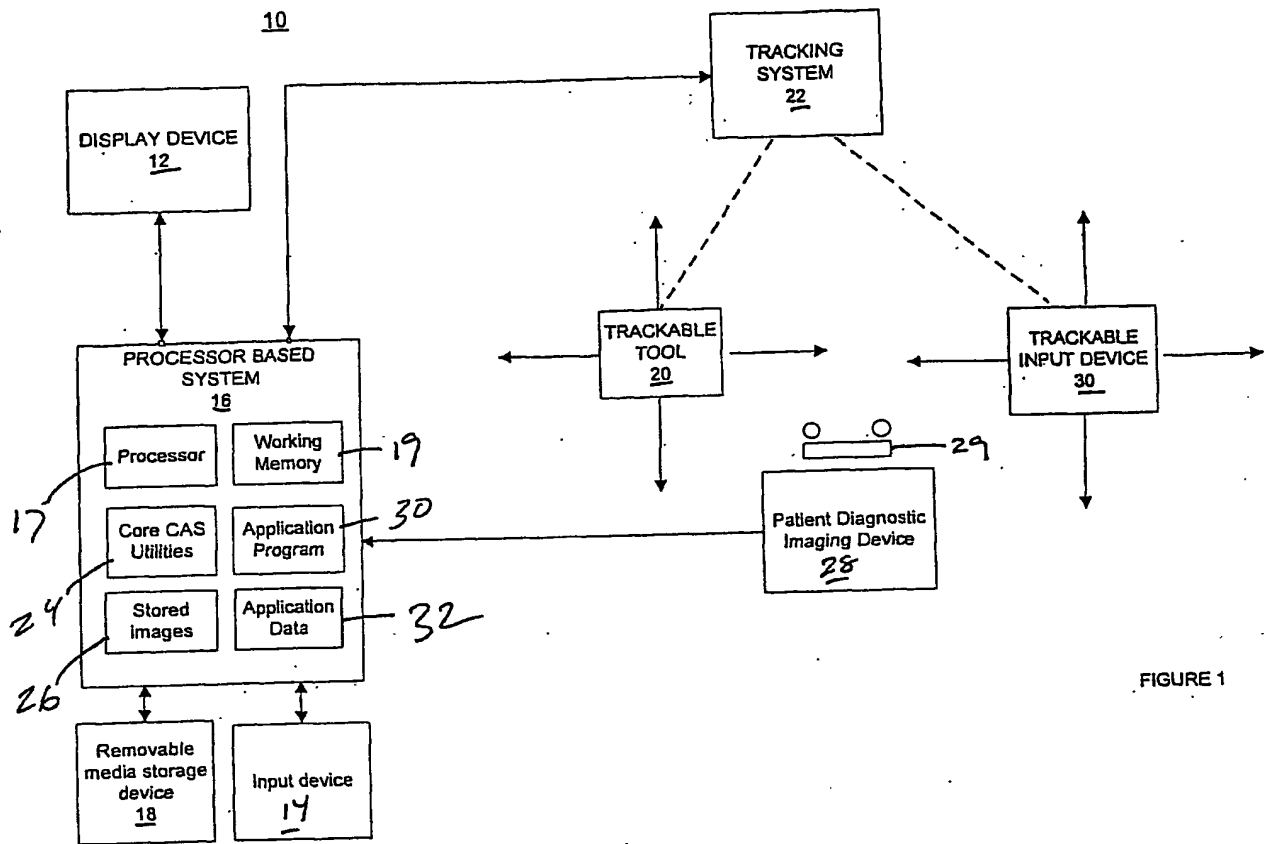 10
TRACKING
SYSTEM
22
DISPLAY DEVICE
12
TRACKABLE
TOOL
20
TRACKABLE
INPUT DEVICE
30
PROCESSOR BASED
SYSTEM
16
Processor
Working
Memory
19
17
29
Core CAS
Utilities
Application
Program
30
Patient Diagnostic
Imaging Device
28
24
Stored
images
Application
Data
32
26
FIGURE 1
Removable
media storage
device
18
Input device
14